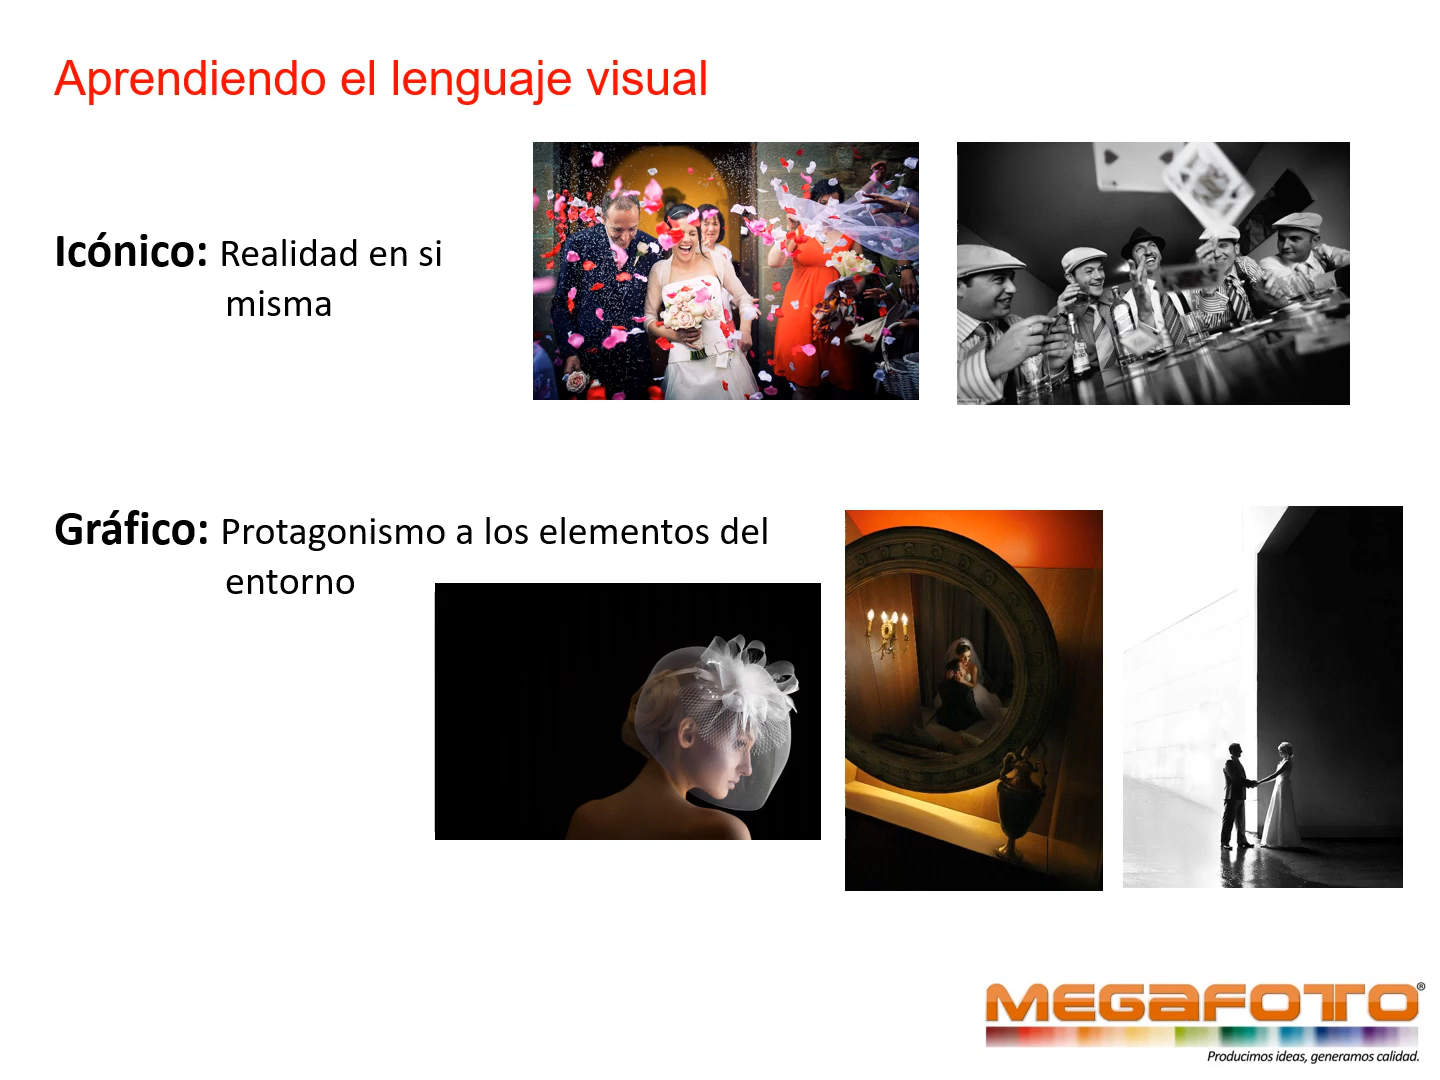 Aprendiendo el lenguaje visual
Icónico: Realidad en si
misma
Gráfico: Protagonismo a los elementos del
entorno
MEGAFOTTO®
Producimos ideas, generamos calidad.